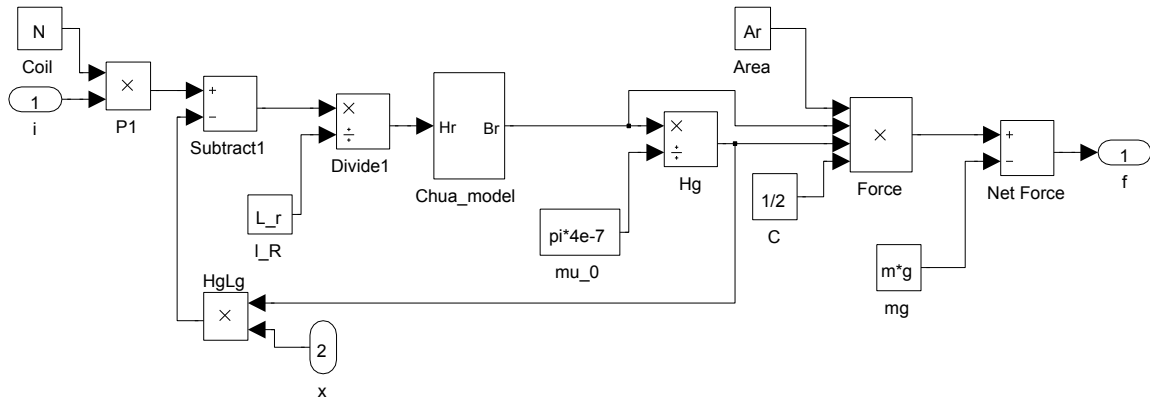 N
Coil
1
i
×
P1
+
−
Subtract1
×
÷
Divide1
L_r
l_R
Hr
Br
Chua_model
×
÷
Hg
pi*4e-7
mu_0
Ar
Area
1/2
C
×
Force
m*g
mg
+
−
Net Force
1
f
HgLg
×
2
x